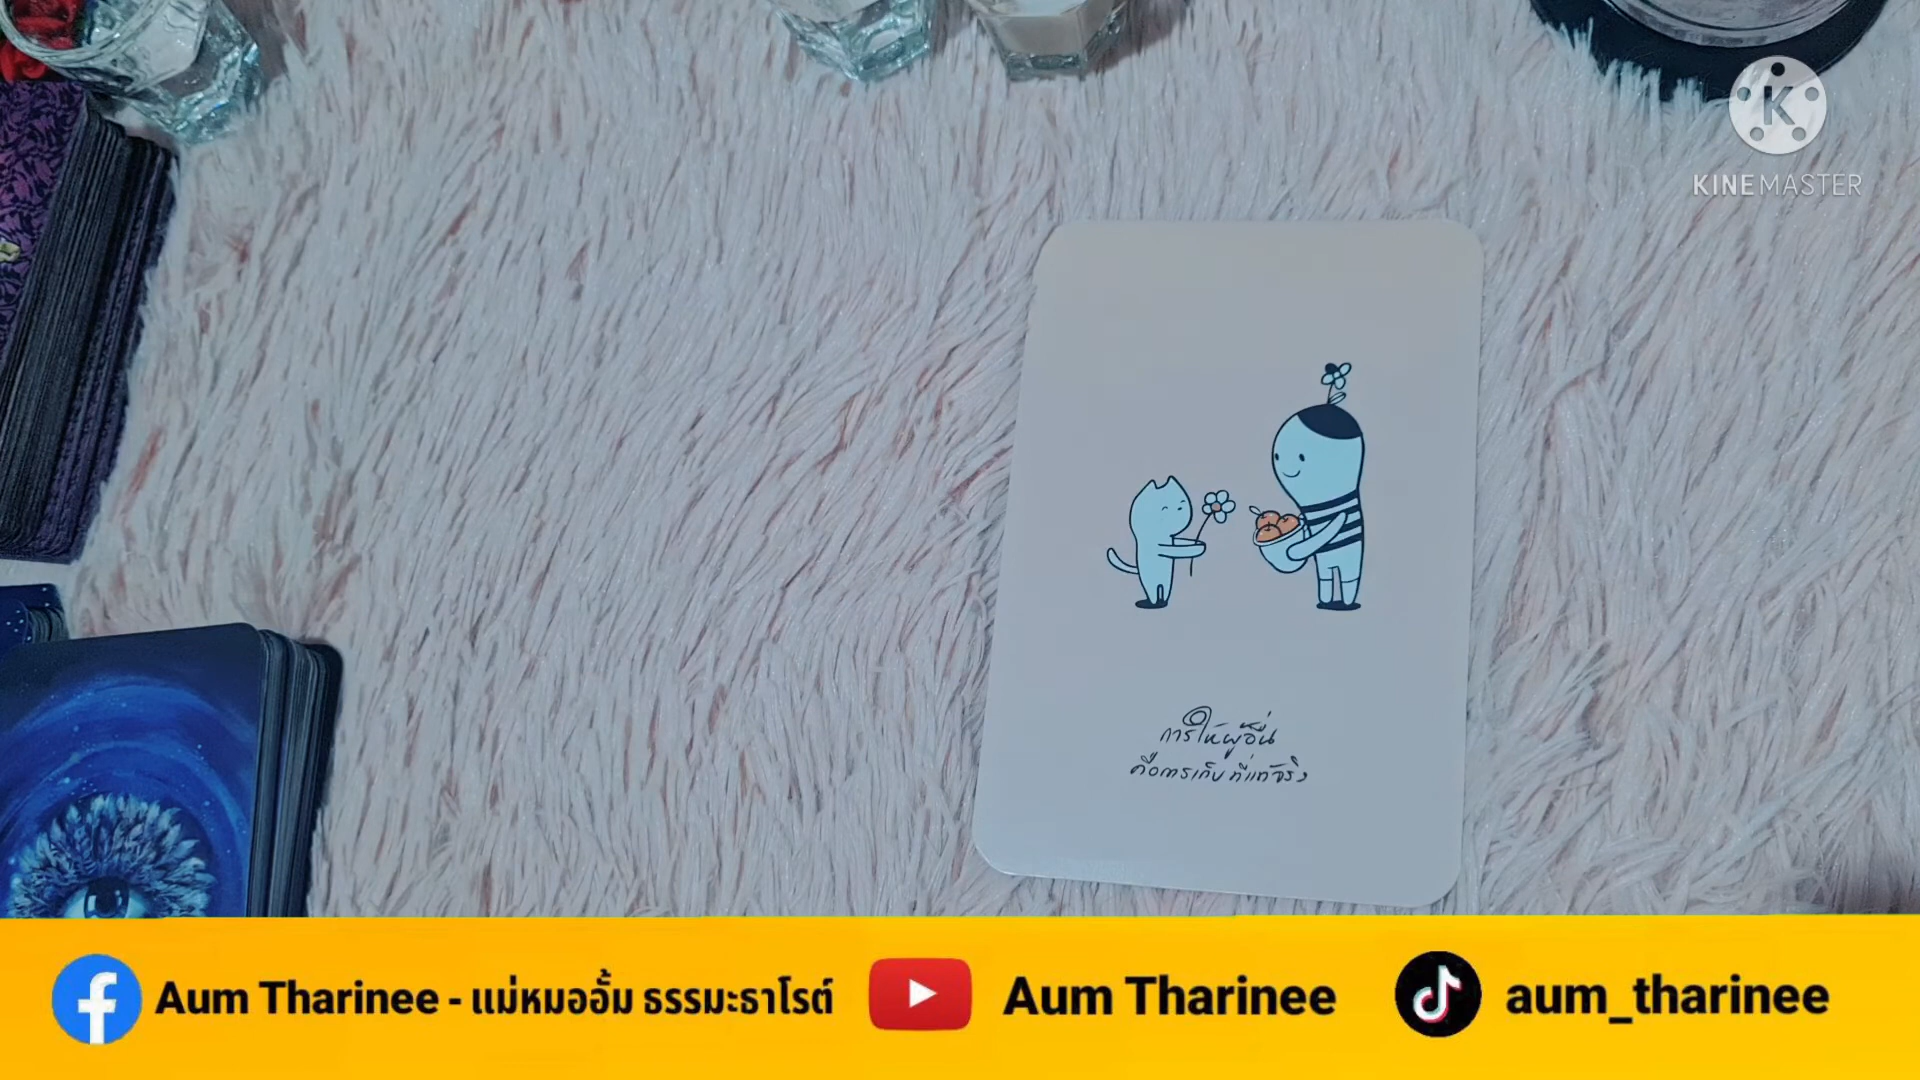 KINEMASTER
การให้ผู้อื่น
คือการเก็บ ที่แท้จริง
Aum Tharinee - แม่หมออั้ม ธรรมะธาโรต์
Aum Tharinee
aum_tharinee